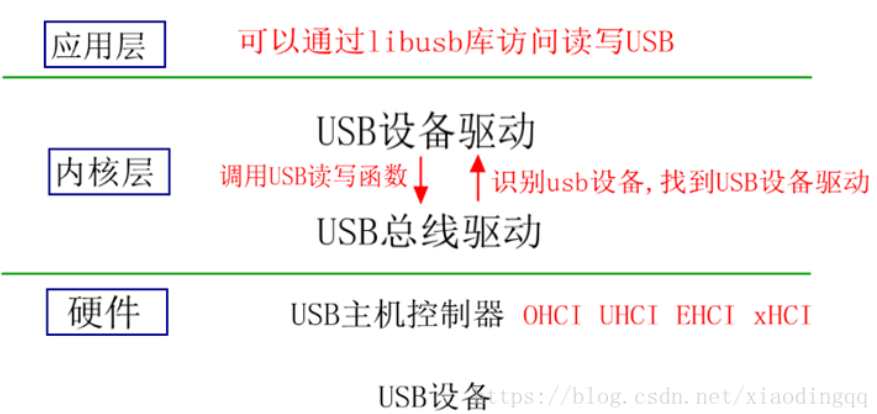 应用层 可以通过libusb库访问读写USB
USB设备驱动
内核层 调用USB读写函数 识别usb设备,找到USB设备驱动
USB总线驱动
硬件 USB主机控制器 OHCI UHCI EHCI xHCI
USB设备 https://blog.csdn.net/xiaodingqq